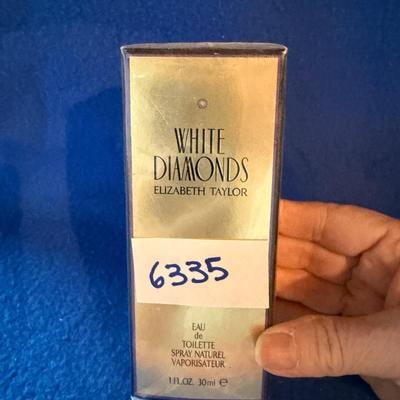 WHITE
DIAMONDS
ELIZABETH TAYLOR
6335
EAU
de
TOILETTE
SPRAY NATUREL
VAPORISATEUR
1 FL.OZ. 30ml ℮